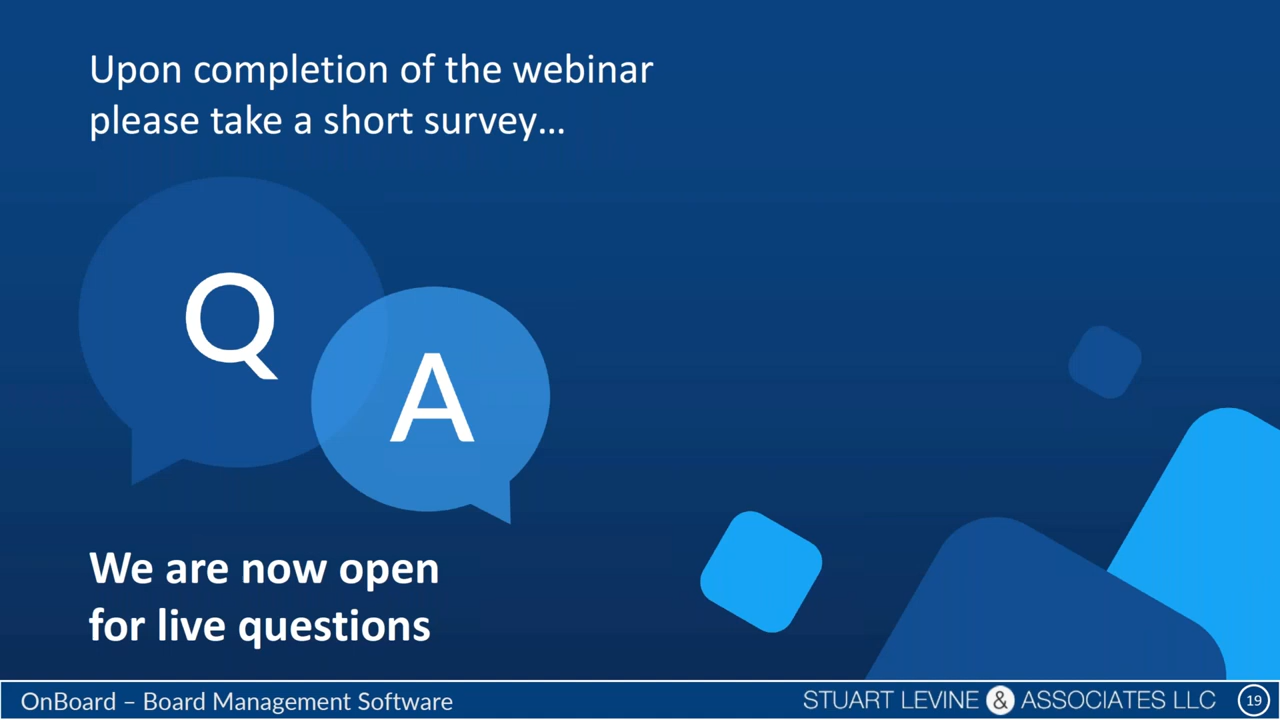 Upon completion of the webinar
please take a short survey...
Q
A
We are now open
for live questions
OnBoard – Board Management Software
STUART LEVINE & ASSOCIATES LLC
19